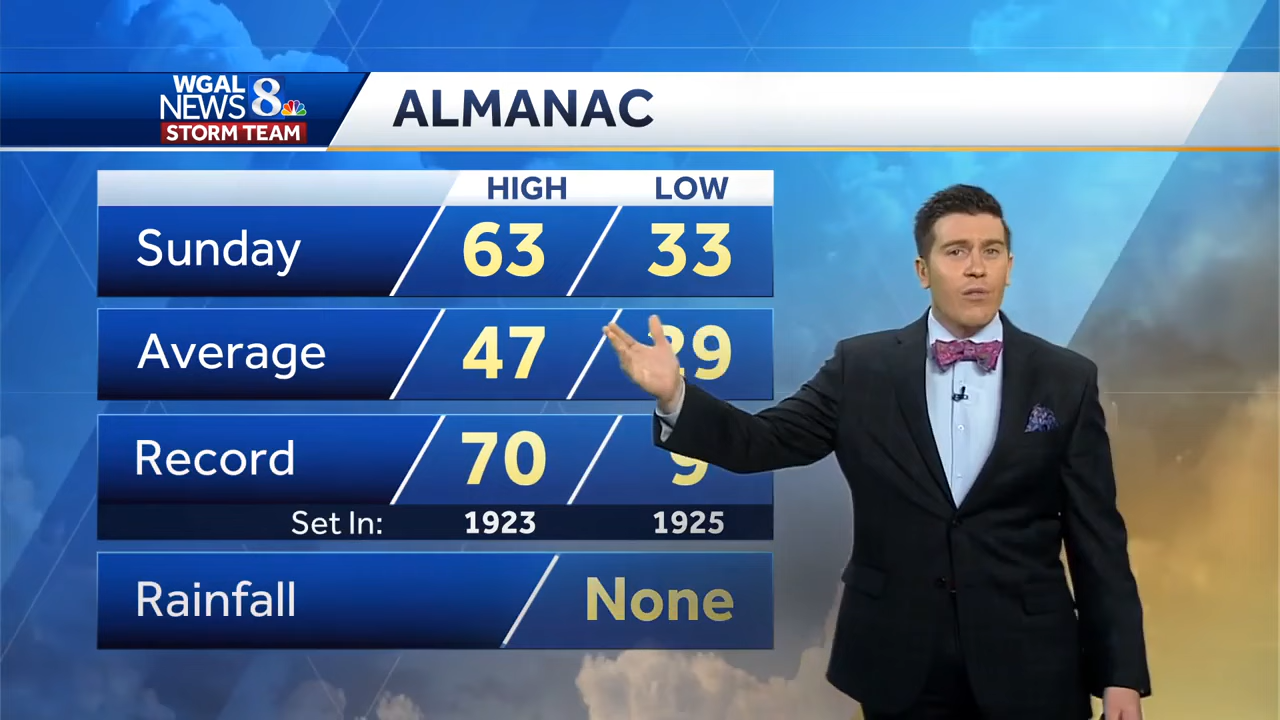 WGAL
NEWS 8
STORM TEAM
ALMANAC
HIGH LOW
Sunday 63 33
Average 47 29
Record 70 9
Set In: 1923 1925
Rainfall None